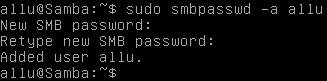 allu@Samba:~$ sudo smbpasswd -a allu
New SMB password:
Retype new SMB password:
Added user allu.
allu@Samba:~$